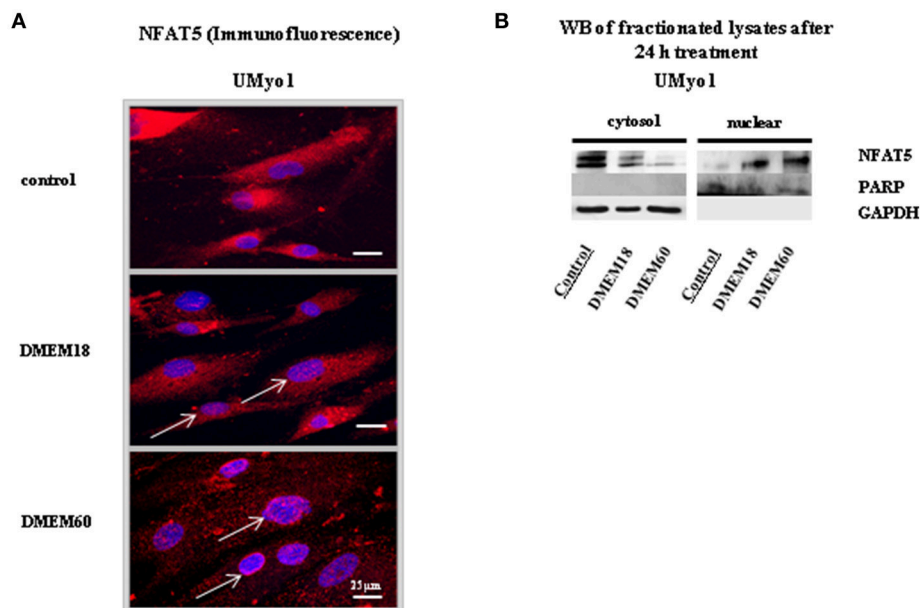 A
NFAT5 (Immunofluorescence)
UMyo1
control
DMEM18
DMEM60
25 µm
B
WB of fractionated lysates after
24 h treatment
UMyo1
cytosol nuclear
NFAT5
PARP
GAPDH
Control DMEM18 DMEM60 Control DMEM18 DMEM60